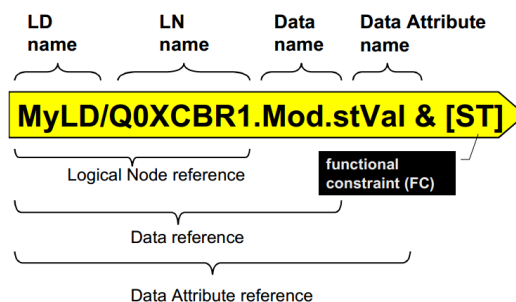 LD name
LN name
Data name
Data Attribute name
MyLD/Q0XCBR1.Mod.stVal & [ST]
functional constraint (FC)
Logical Node reference
Data reference
Data Attribute reference